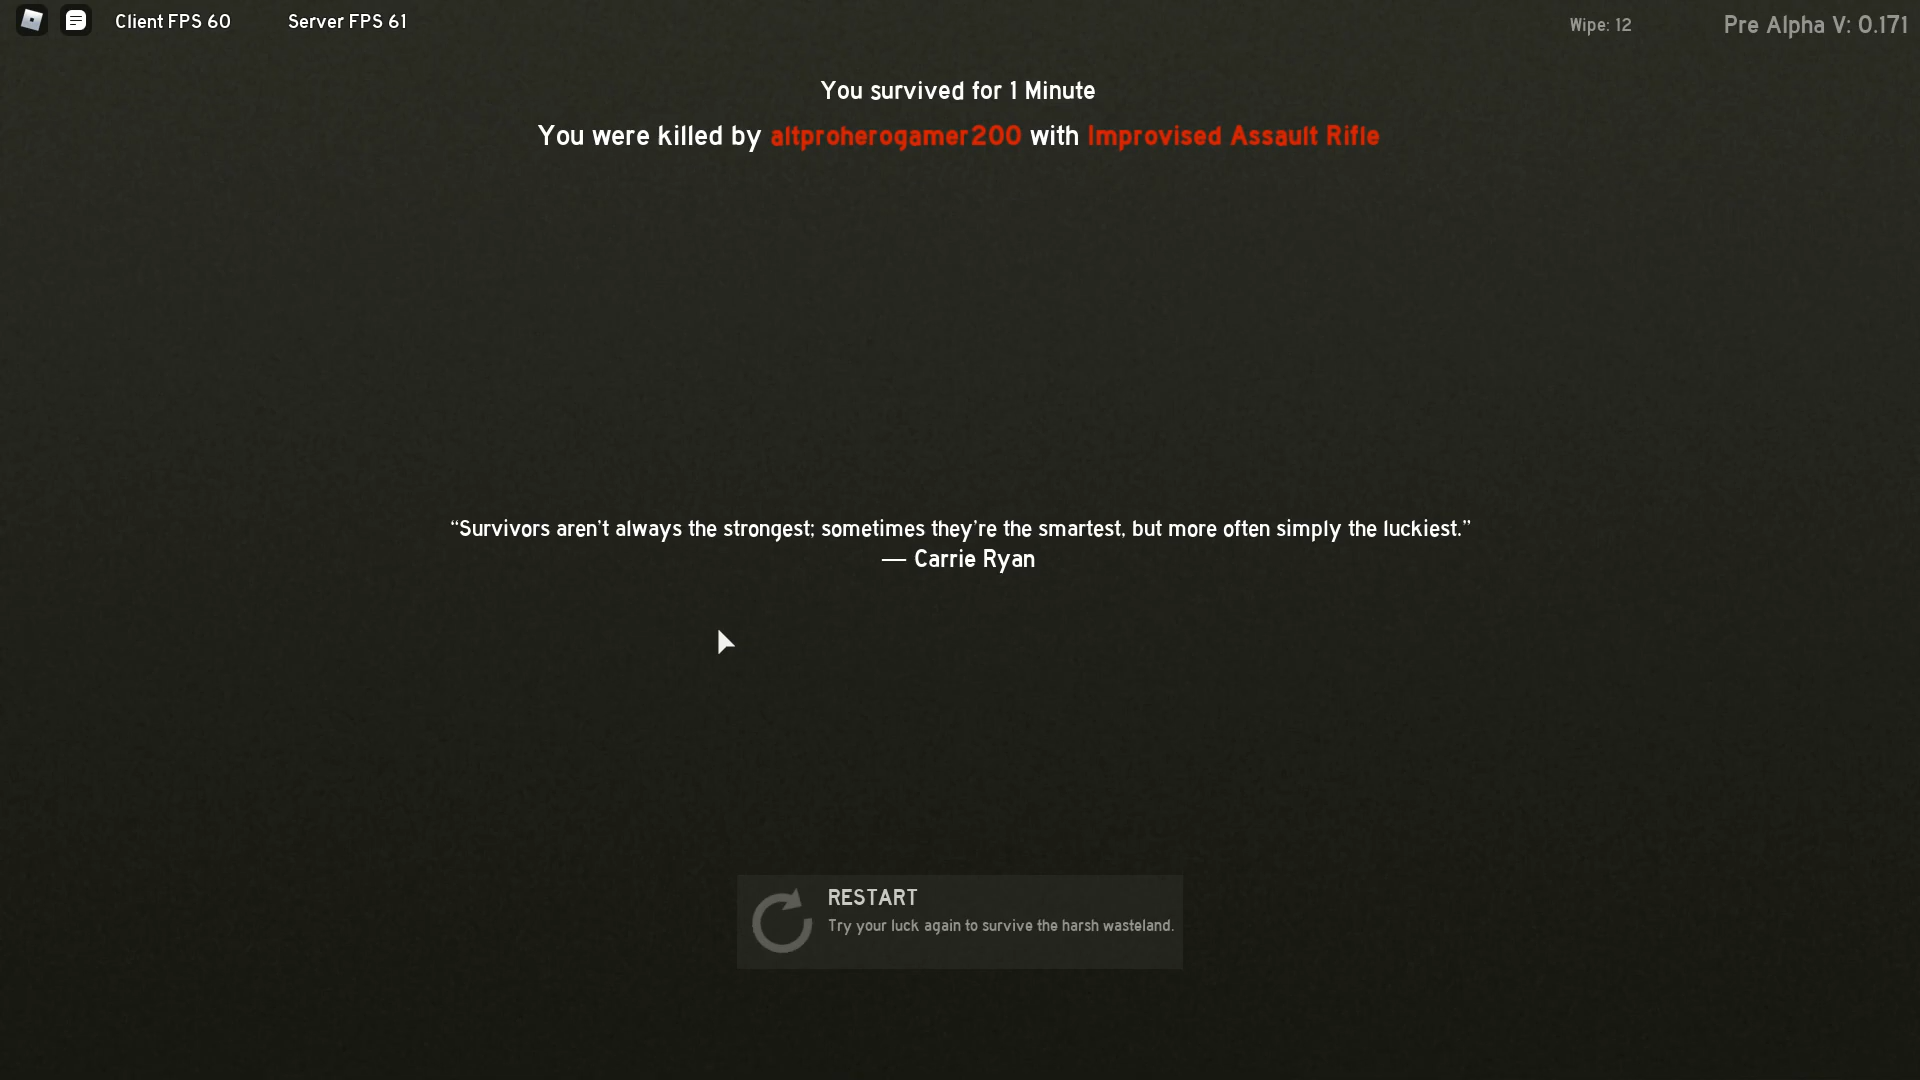 Client FPS 60
Server FPS 61
Wipe: 12
Pre Alpha V: 0.171
You survived for 1 Minute
You were killed by altproherogamer200 with Improvised Assault Rifle
“Survivors aren’t always the strongest; sometimes they’re the smartest, but more often simply the luckiest.”
— Carrie Ryan
RESTART
Try your luck again to survive the harsh wasteland.